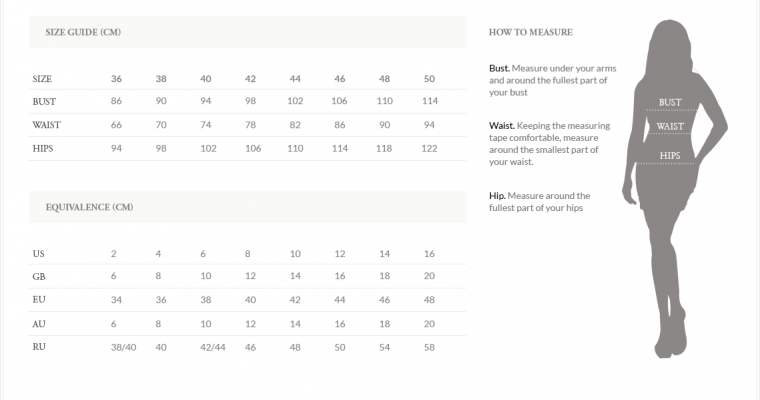 SIZE GUIDE (CM)
SIZE 36 38 40 42 44 46 48 50
BUST 86 90 94 98 102 106 110 114
WAIST 66 70 74 78 82 86 90 94
HIPS 94 98 102 106 110 114 118 122
EQUIVALENCE (CM)
US 2 4 6 8 10 12 14 16
GB 6 8 10 12 14 16 18 20
EU 34 36 38 40 42 44 46 48
AU 6 8 10 12 14 16 18 20
RU 38/40 40 42/44 46 48 50 54 58
HOW TO MEASURE
Bust. Measure under your arms
and around the fullest part of
your bust
Waist. Keeping the measuring
tape comfortable, measure
around the smallest part of
your waist.
Hip. Measure around the
fullest part of your hips
BUST
WAIST
HIPS